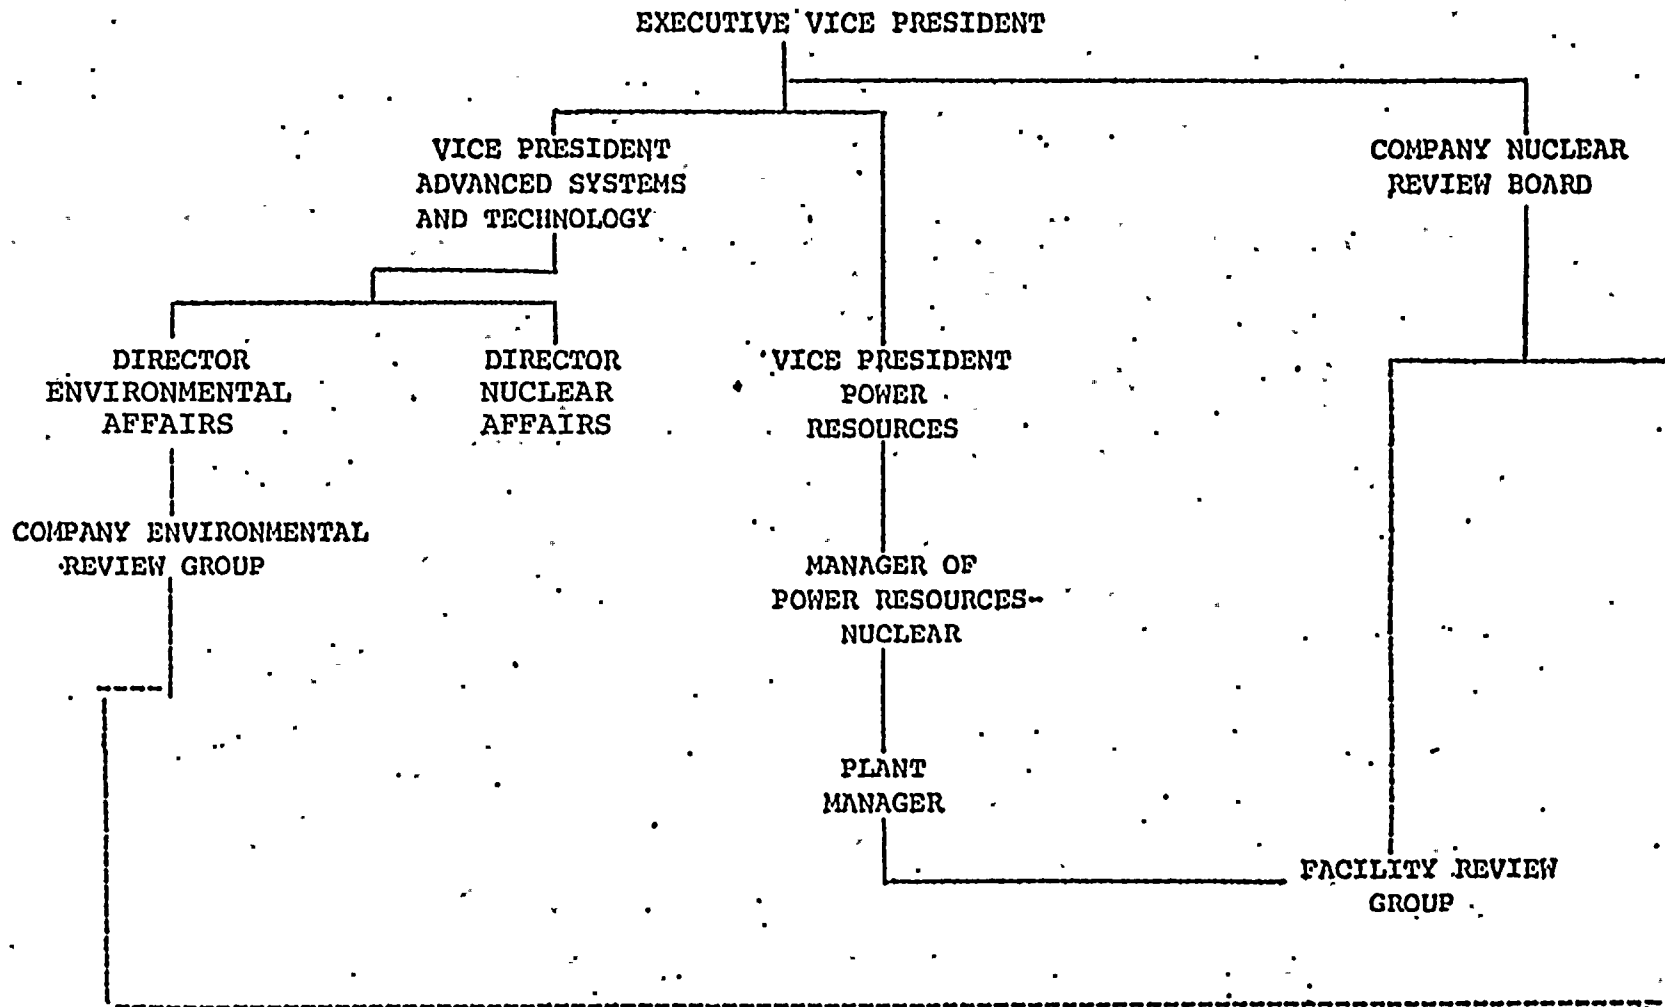 EXECUTIVE VICE PRESIDENT
VICE PRESIDENT
ADVANCED SYSTEMS
AND TECHNOLOGY
COMPANY NUCLEAR
REVIEW BOARD
DIRECTOR
ENVIRONMENTAL
AFFAIRS
DIRECTOR
NUCLEAR
AFFAIRS
VICE PRESIDENT
POWER
RESOURCES
COMPANY ENVIRONMENTAL
REVIEW GROUP
MANAGER OF
POWER RESOURCES-
NUCLEAR
PLANT
MANAGER
FACILITY REVIEW
GROUP